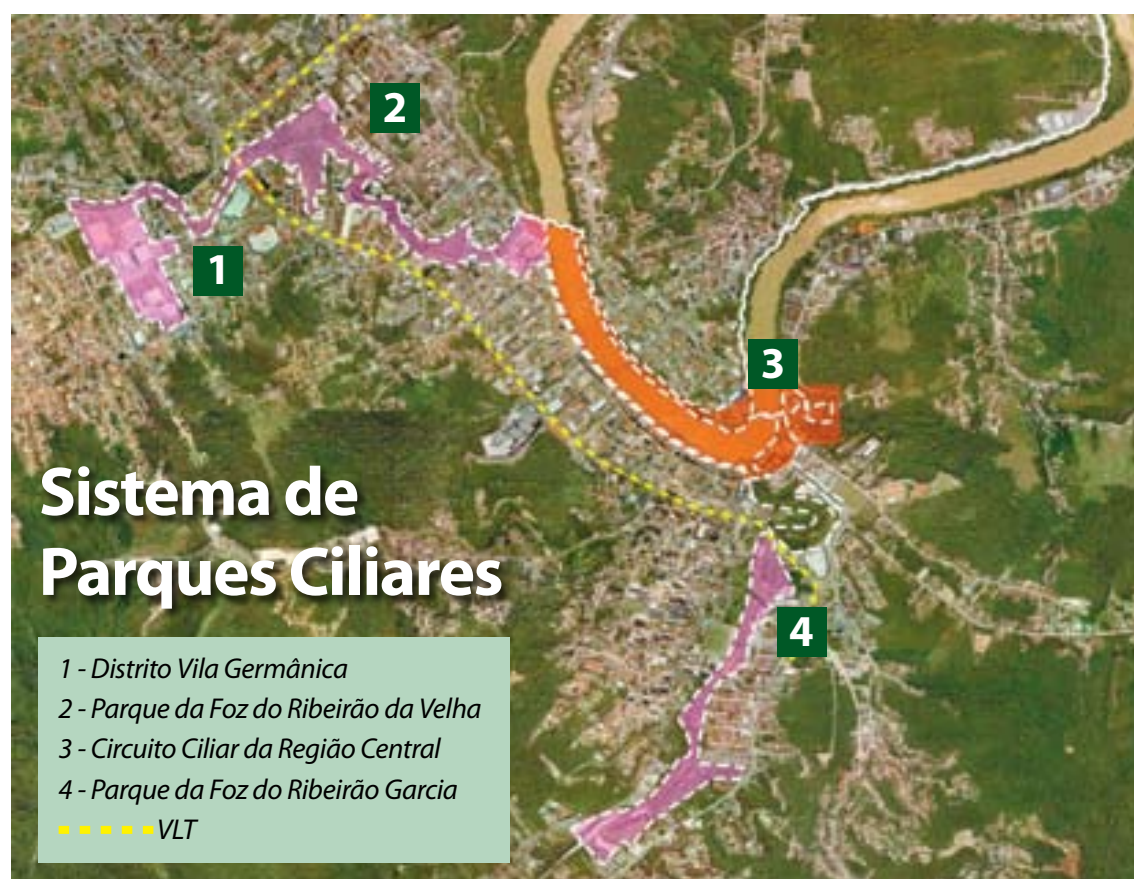 2
1
3
Sistema de
Parques Ciliares
4
1 - Distrito Vila Germânica
2 - Parque da Foz do Ribeirão da Velha
3 - Circuito Ciliar da Região Central
4 - Parque da Foz do Ribeirão Garcia
VLT